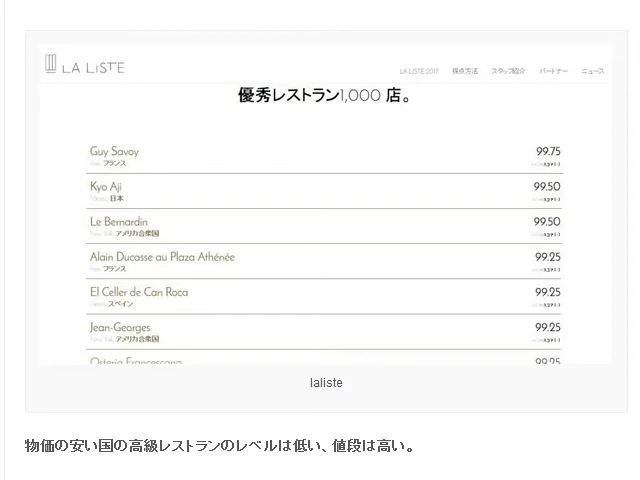 LA LiSTE
LA LISTE 2017 採点方法 スタッフ紹介 パートナー ニュース
優秀レストラン1,000 店。
Guy Savoy 99.75
フランス
Kyo Aji 99.50
日本
Le Bernardin 99.50
アメリカ合衆国
Alain Ducasse au Plaza Athénée 99.25
フランス
El Celler de Can Roca 99.25
スペイン
Jean-Georges 99.25
アメリカ合衆国
Osteria Francescana 99.25
laliste
物価の安い国の高級レストランのレベルは低い、値段は高い。